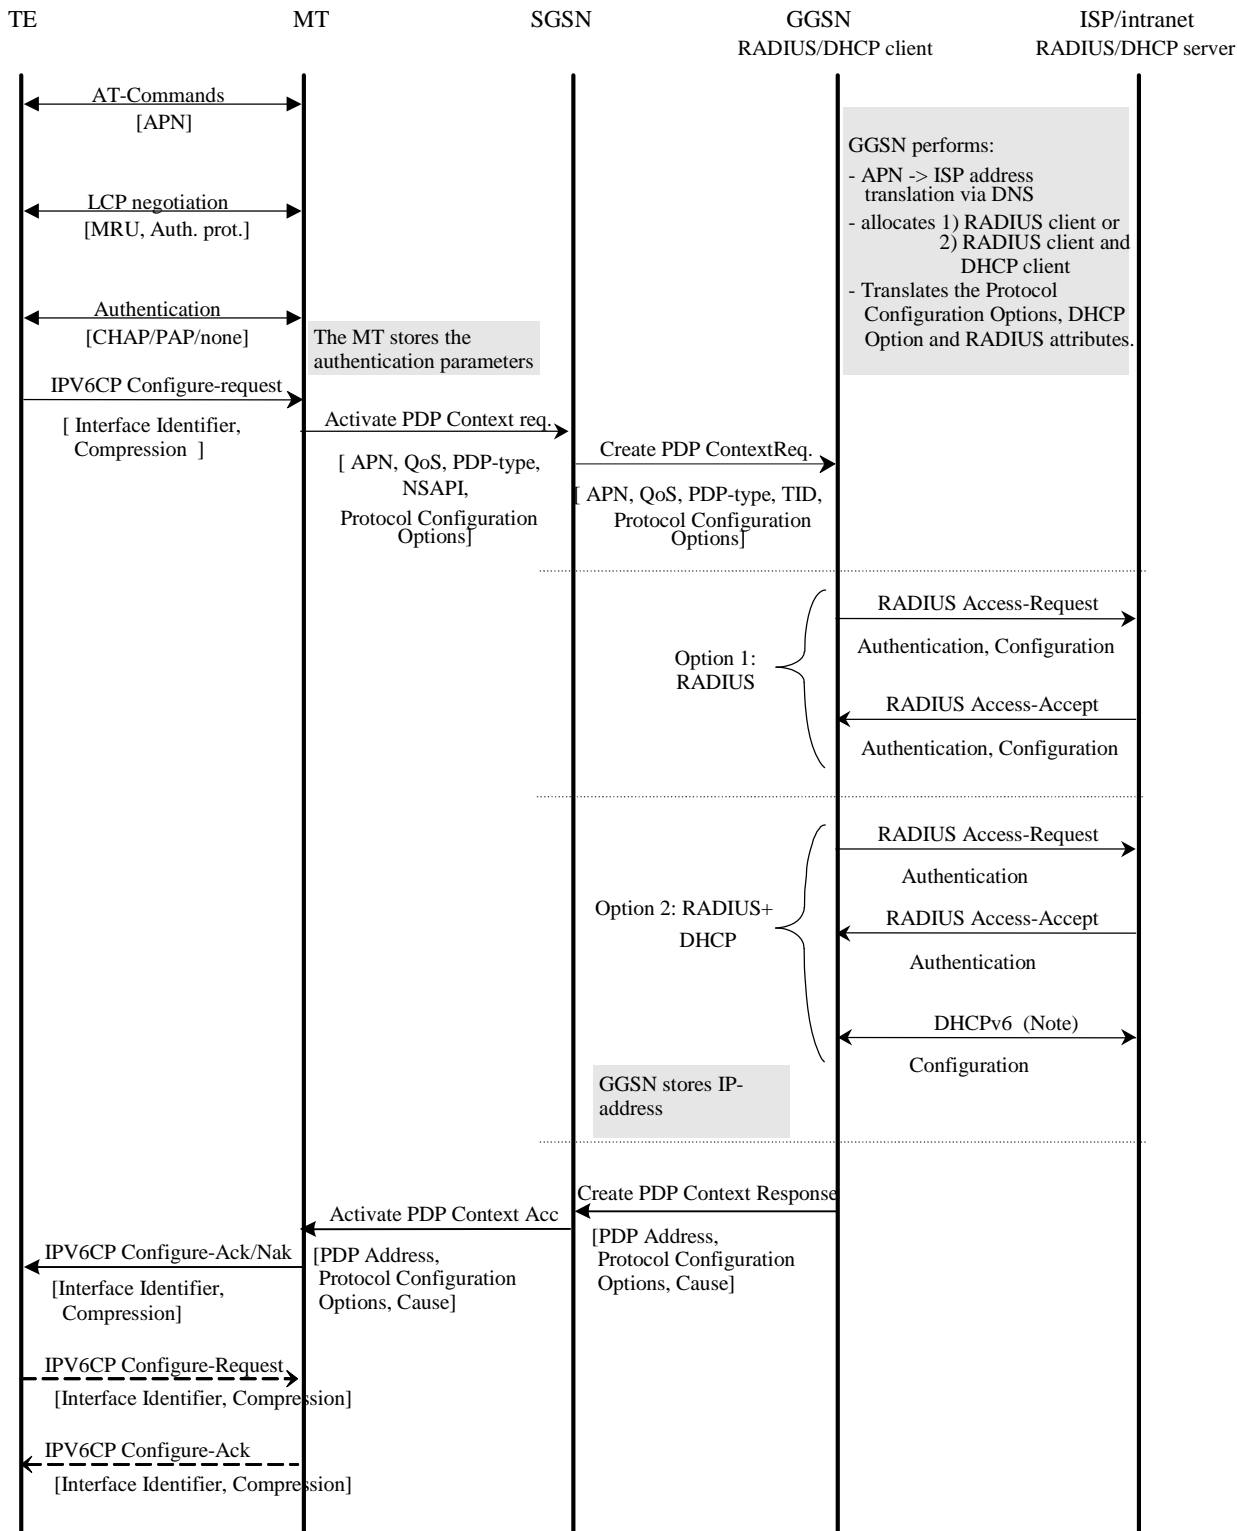 TE
MT
SGSN
GGSN
RADIUS/DHCP client
ISP/intranet
RADIUS/DHCP server
AT-Commands
[APN]
LCP negotiation
[MRU, Auth. prot.]
Authentication
[CHAP/PAP/none]
The MT stores the
authentication parameters
GGSN performs:
- APN -> ISP address
translation via DNS
- allocates 1) RADIUS client or
2) RADIUS client and
DHCP client
- Translates the Protocol
Configuration Options, DHCP
Option and RADIUS attributes.
IPV6CP Configure-request
[ Interface Identifier,
Compression ]
Activate PDP Context req.
[ APN, QoS, PDP-type,
NSAPI,
Protocol Configuration
Options]
Create PDP ContextReq.
[ APN, QoS, PDP-type, TID,
Protocol Configuration
Options]
Option 1:
RADIUS
RADIUS Access-Request
Authentication, Configuration
RADIUS Access-Accept
Authentication, Configuration
Option 2: RADIUS+
DHCP
RADIUS Access-Request
Authentication
RADIUS Access-Accept
Authentication
DHCPv6 (Note)
Configuration
GGSN stores IP-
address
Create PDP Context Response
[PDP Address,
Protocol Configuration
Options, Cause]
Activate PDP Context Acc
[PDP Address,
Protocol Configuration
Options, Cause]
IPV6CP Configure-Ack/Nak
[Interface Identifier,
Compression]
IPV6CP Configure-Request
[Interface Identifier, Compression]
IPV6CP Configure-Ack
[Interface Identifier, Compression]